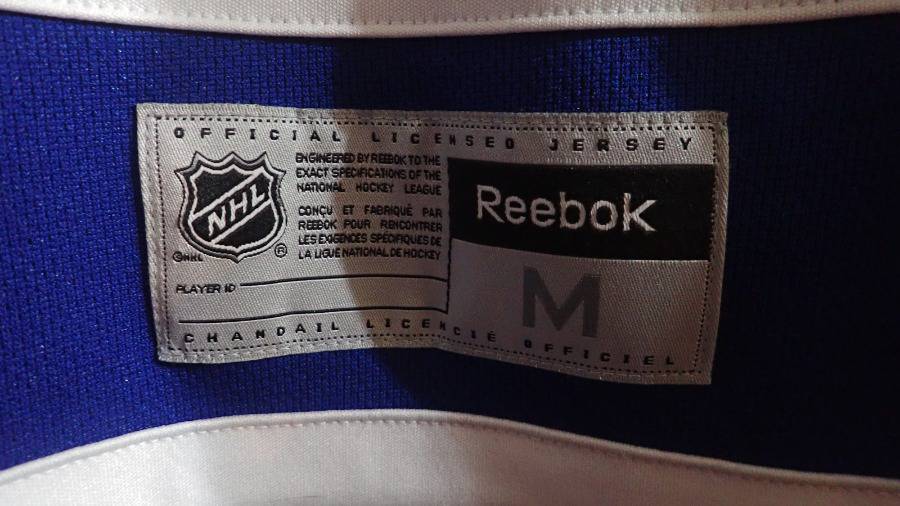 OFFICIAL LICENSED JERSEY
NHL
®
©NHL
ENGINEERED BY REEBOK TO THE
EXACT SPECIFICATIONS OF THE
NATIONAL HOCKEY LEAGUE
CONÇU ET FABRIQUÉ PAR
REEBOK POUR RENCONTRER
LES EXIGENCES SPÉCIFIQUES DE
LA LIGUE NATIONAL DE HOCKEY
PLAYER ID
Reebok
M
CHANDAIL LICENCIÉ OFFICIEL